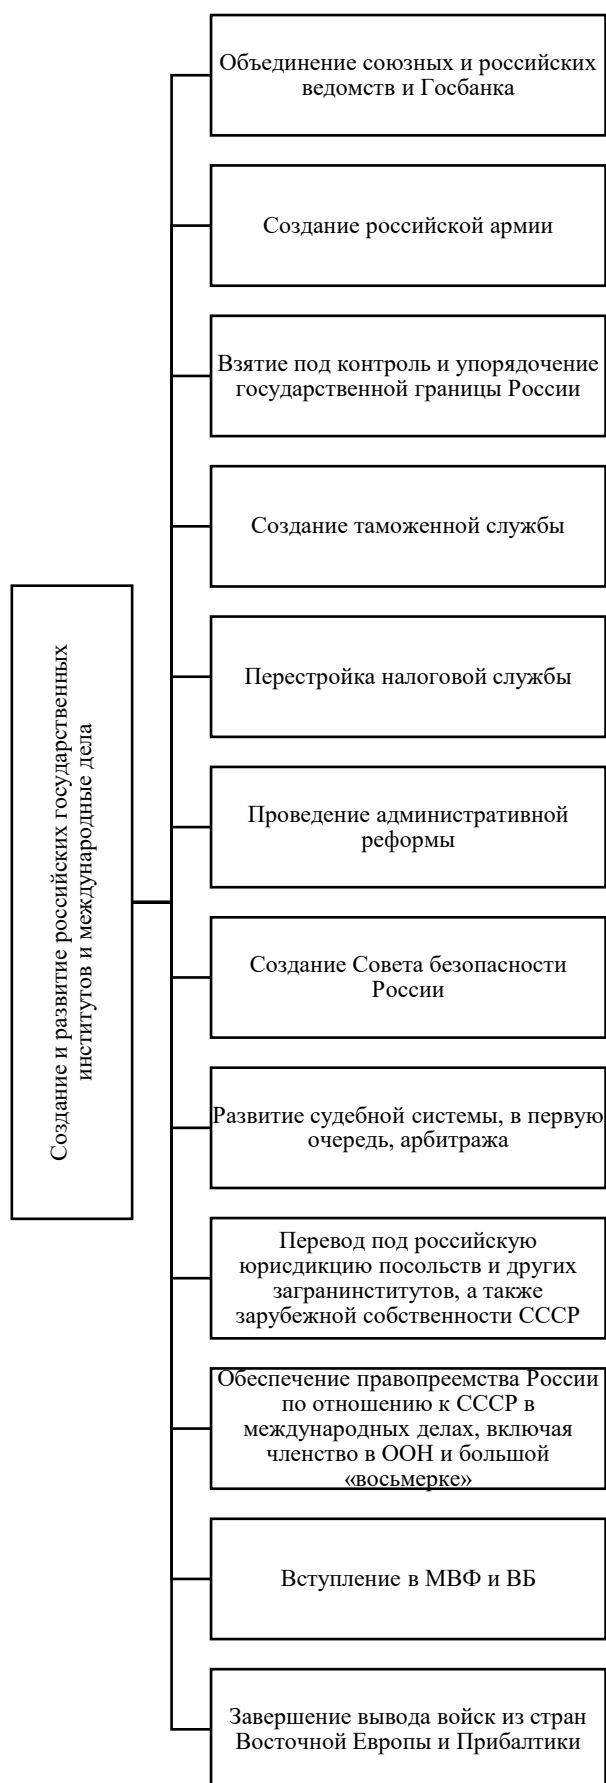 Создание и развитие российских государственных
институтов и международные дела
Объединение союзных и российских
ведомств и Госбанка
Создание российской армии
Взятие под контроль и упорядочение
государственной границы России
Создание таможенной службы
Перестройка налоговой службы
Проведение административной
реформы
Создание Совета безопасности
России
Развитие судебной системы, в первую
очередь, арбитража
Перевод под российскую
юрисдикцию посольств и других
загранинститутов, а также
зарубежной собственности СССР
Обеспечение правопреемства России
по отношению к СССР в
международных делах, включая
членство в ООН и большой
«восьмерке»
Вступление в МВФ и ВБ
Завершение вывода войск из стран
Восточной Европы и Прибалтики